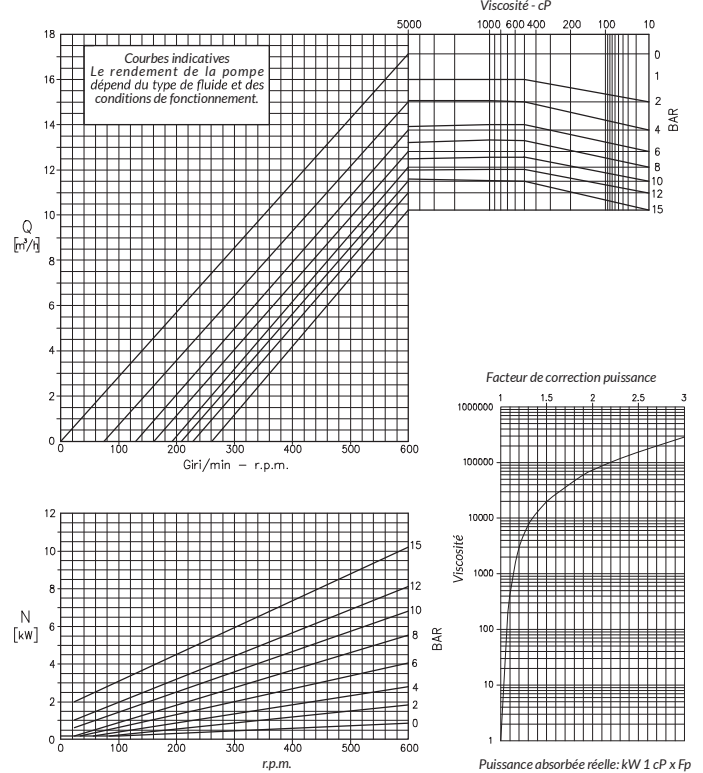 Viscosité - cP
5000 1000 800 600 400 200 100 10
18
16
14
12
10
8
6
4
2
0
Courbes indicatives
Le rendement de la pompe
dépend du type de fluide et des
conditions de fonctionnement.
Q
[m³/h]
0
1
2
4
6
8
10
12
15
BAR
0 100 200 300 400 500 600
Giri/min - r.p.m.
12
10
8
6
4
2
0
N
[kW]
15
12
10
8
6
4
2
0
BAR
0 100 200 300 400 500 600
r.p.m.
Facteur de correction puissance
1 1.5 2 2.5 3
1000000
100000
10000
1000
100
10
1
Viscosité
Puissance absorbée réelle: kW 1 cP x Fp